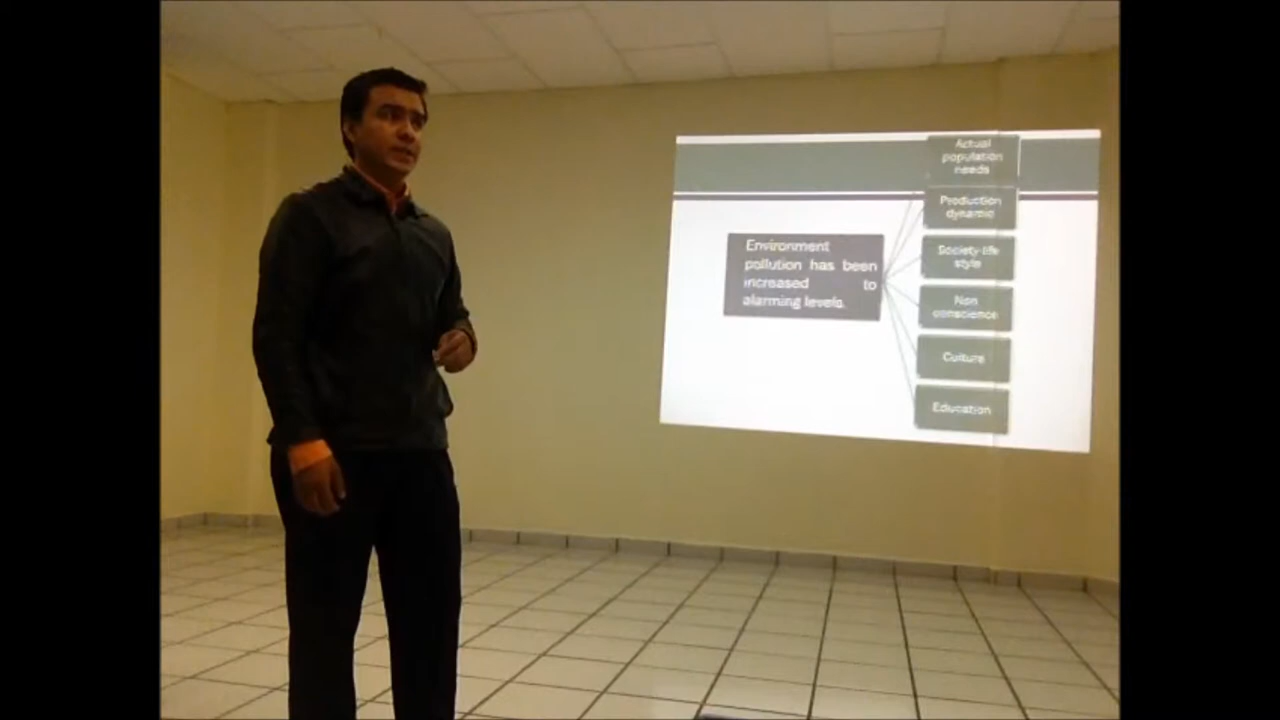 Environment
pollution has been
increased to
alarming levels.
Actual
population
needs
Production
dynamic
Society life
style
Non
conscience
Culture
Education